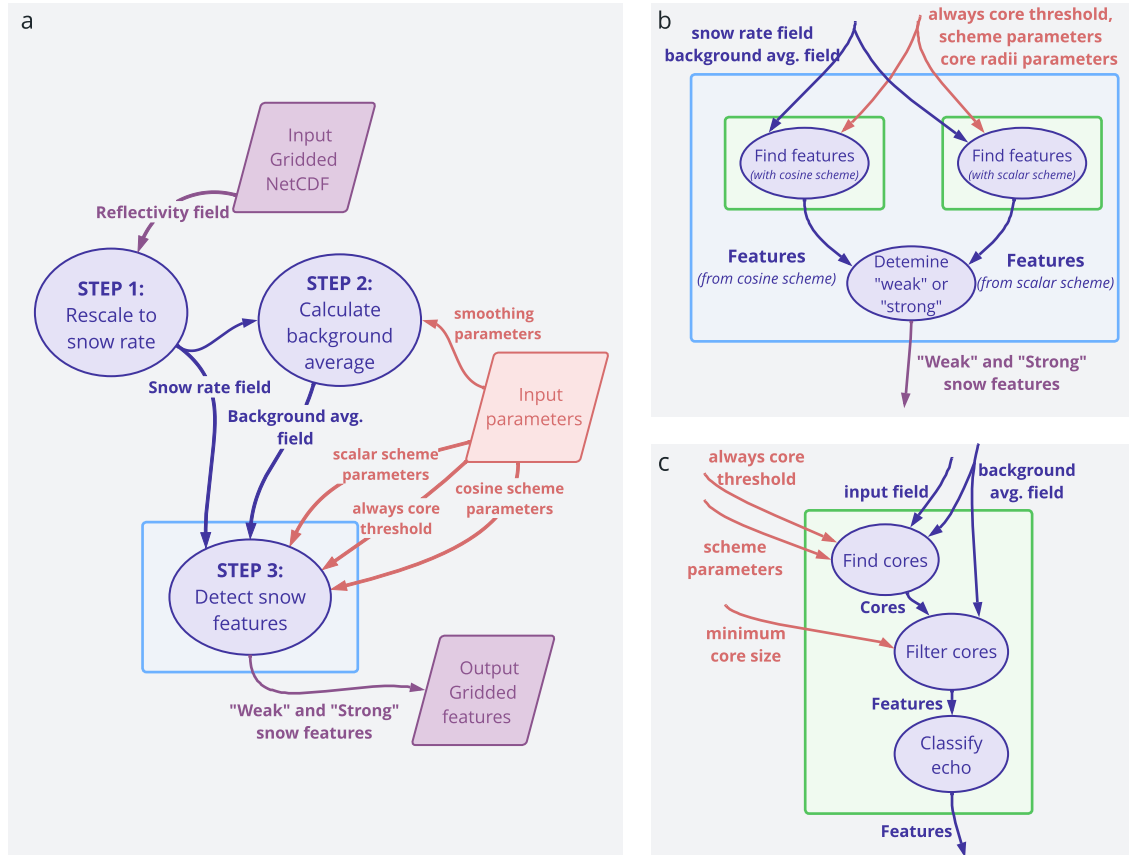 a
Input
Gridded
NetCDF
Reflectivity field
STEP 1:
Rescale to
snow rate
STEP 2:
Calculate
background
average
smoothing
parameters
Input
parameters
Snow rate field
Background avg.
field
scalar scheme
parameters
always core
threshold
cosine scheme
parameters
STEP 3:
Detect snow
features
"Weak" and "Strong"
snow features
Output
Gridded
features
b
snow rate field
background avg. field
always core threshold,
scheme parameters
core radii parameters
Find features
(with cosine scheme)
Find features
(with scalar scheme)
Features
(from cosine scheme)
Detemine
"weak" or
"strong"
Features
(from scalar scheme)
"Weak" and "Strong"
snow features
c
always core
threshold
input field
background
avg. field
scheme
parameters
Find cores
Cores
minimum
core size
Filter cores
Features
Classify
echo
Features